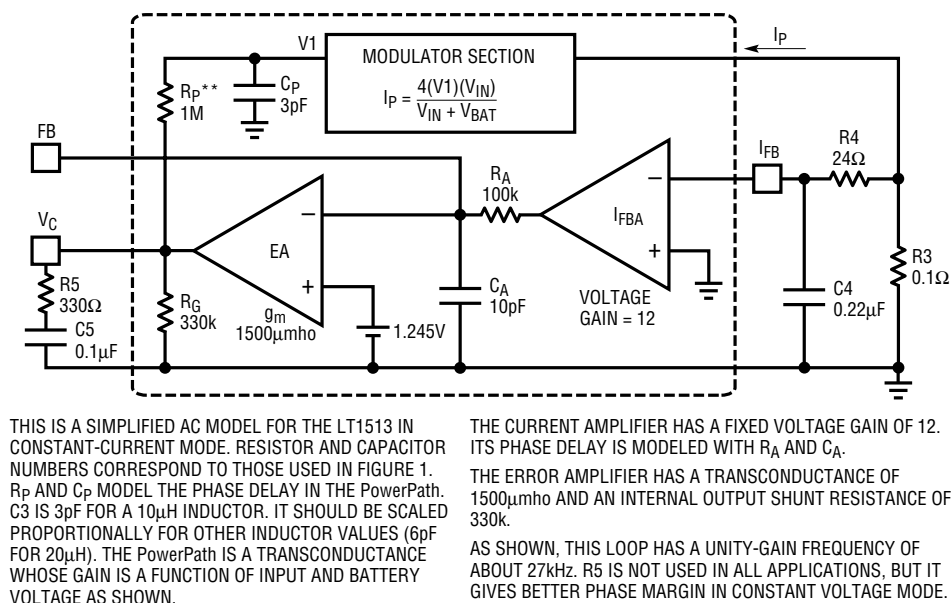 V1
MODULATOR SECTION
I_P = 4(V1)(V_IN) / V_IN + V_BAT
I_P
R_P**
1M
C_P
3pF
FB
R_A
100k
I_FB
R4
24Ω
V_C
EA
I_FBA
R5
330Ω
R_G
330k
g_m
1500µmho
C_A
10pF
VOLTAGE
GAIN = 12
C4
0.22µF
R3
0.1Ω
C5
0.1µF
1.245V
THIS IS A SIMPLIFIED AC MODEL FOR THE LT1513 IN
CONSTANT-CURRENT MODE. RESISTOR AND CAPACITOR
NUMBERS CORRESPOND TO THOSE USED IN FIGURE 1.
R_P AND C_P MODEL THE PHASE DELAY IN THE PowerPath.
C3 IS 3pF FOR A 10µH INDUCTOR. IT SHOULD BE SCALED
PROPORTIONALLY FOR OTHER INDUCTOR VALUES (6pF
FOR 20µH). THE PowerPath IS A TRANSCONDUCTANCE
WHOSE GAIN IS A FUNCTION OF INPUT AND BATTERY
VOLTAGE AS SHOWN.
THE CURRENT AMPLIFIER HAS A FIXED VOLTAGE GAIN OF 12.
ITS PHASE DELAY IS MODELED WITH R_A AND C_A.
THE ERROR AMPLIFIER HAS A TRANSCONDUCTANCE OF
1500µmho AND AN INTERNAL OUTPUT SHUNT RESISTANCE OF
330k.
AS SHOWN, THIS LOOP HAS A UNITY-GAIN FREQUENCY OF
ABOUT 27kHz. R5 IS NOT USED IN ALL APPLICATIONS, BUT IT
GIVES BETTER PHASE MARGIN IN CONSTANT VOLTAGE MODE.